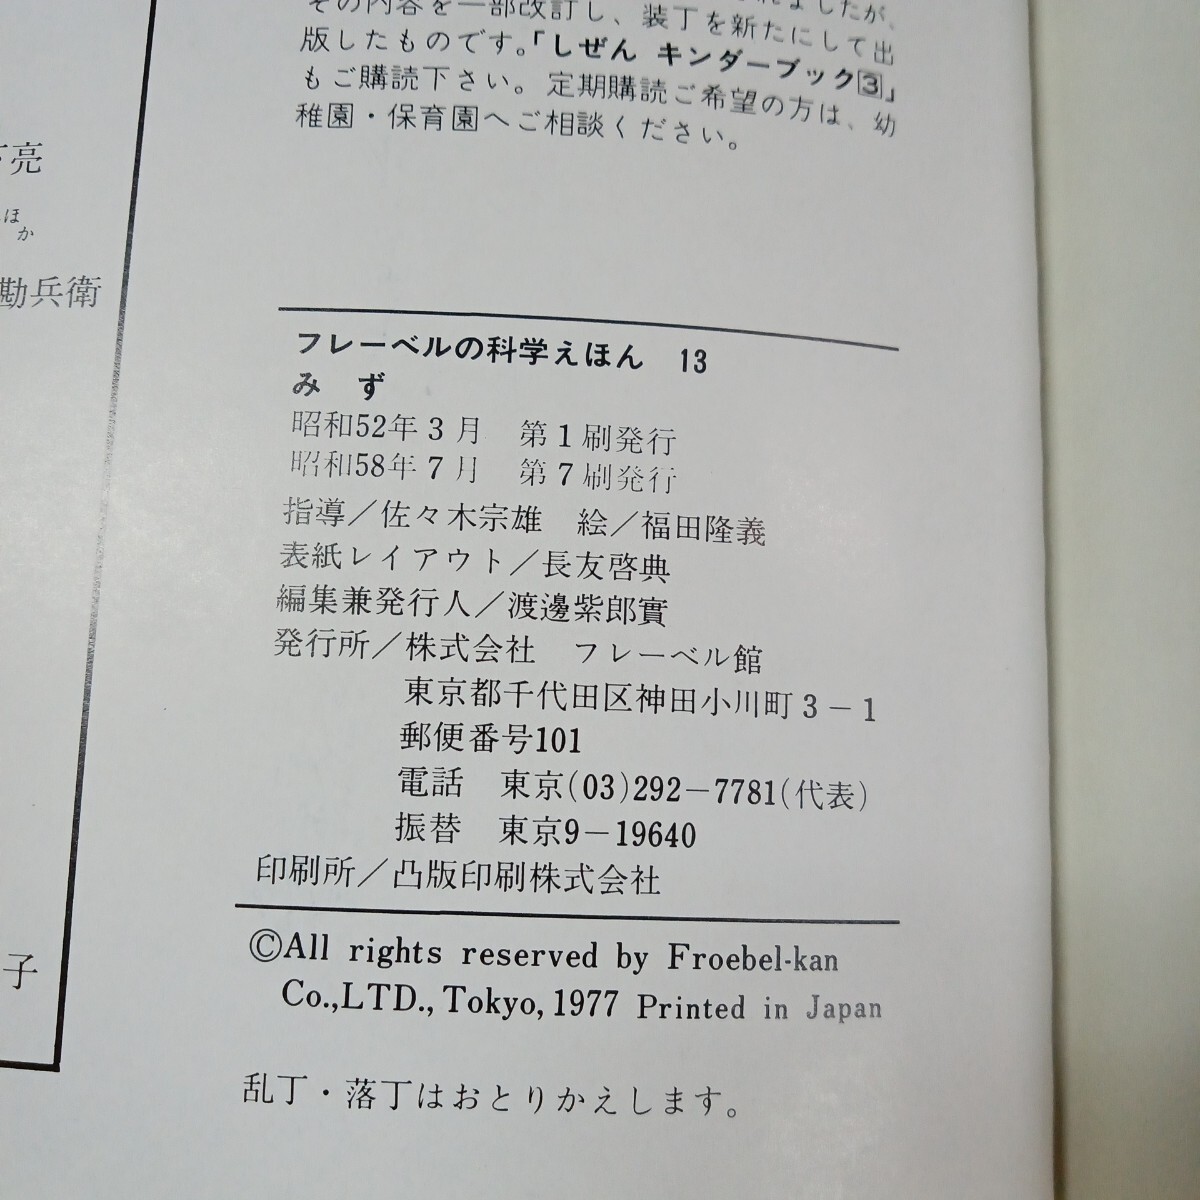 その内容を一部改訂し、装丁を新たにして出
版したものです。「しぜん キンダーブック3」
もご購読下さい。定期購読ご希望の方は、幼
稚園・保育園へご相談ください。
亮
ほか
勘兵衛
子
フレーベルの科学えほん 13
みず
昭和52年3月 第1刷発行
昭和58年7月 第7刷発行
指導／佐々木宗雄 絵／福田隆義
表紙レイアウト／長友啓典
編集兼発行人／渡邊紫郎實
発行所／株式会社 フレーベル館
東京都千代田区神田小川町3－1
郵便番号101
電話 東京(03)292－7781(代表)
振替 東京9－19640
印刷所／凸版印刷株式会社
©All rights reserved by Froebel-kan
Co.,LTD., Tokyo, 1977 Printed in Japan
乱丁・落丁はおとりかえします。